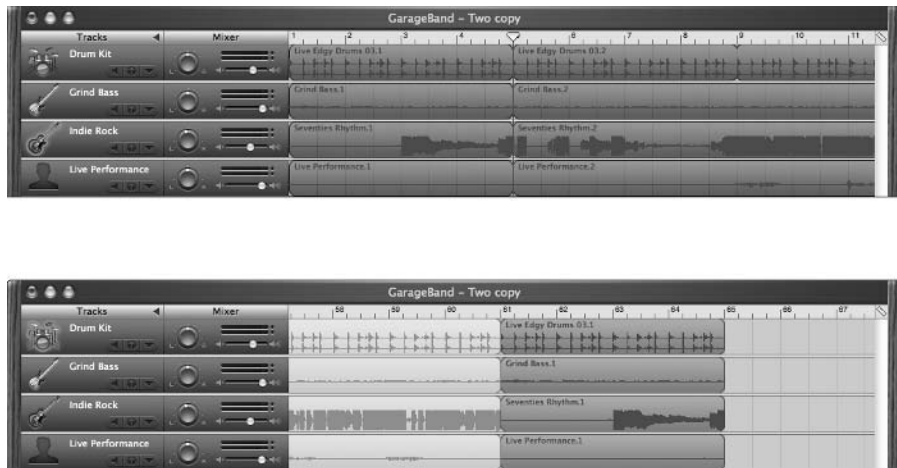 GarageBand – Two copy
Tracks Mixer 1 2 3 4 6 7 8 9 10 11
Drum Kit Live Edgy Drums 03.1 Live Edgy Drums 03.2
Grind Bass Grind Bass.1 Grind Bass.2
Indie Rock Seventies Rhythm.1 Seventies Rhythm.2
Live Performance Live Performance.1 Live Performance.2
GarageBand – Two copy
Tracks Mixer 58 59 60 62 63 64 65 66 67
Drum Kit Live Edgy Drums 03.1
Grind Bass Grind Bass.1
Indie Rock Seventies Rhythm.1
Live Performance Live Performance.1